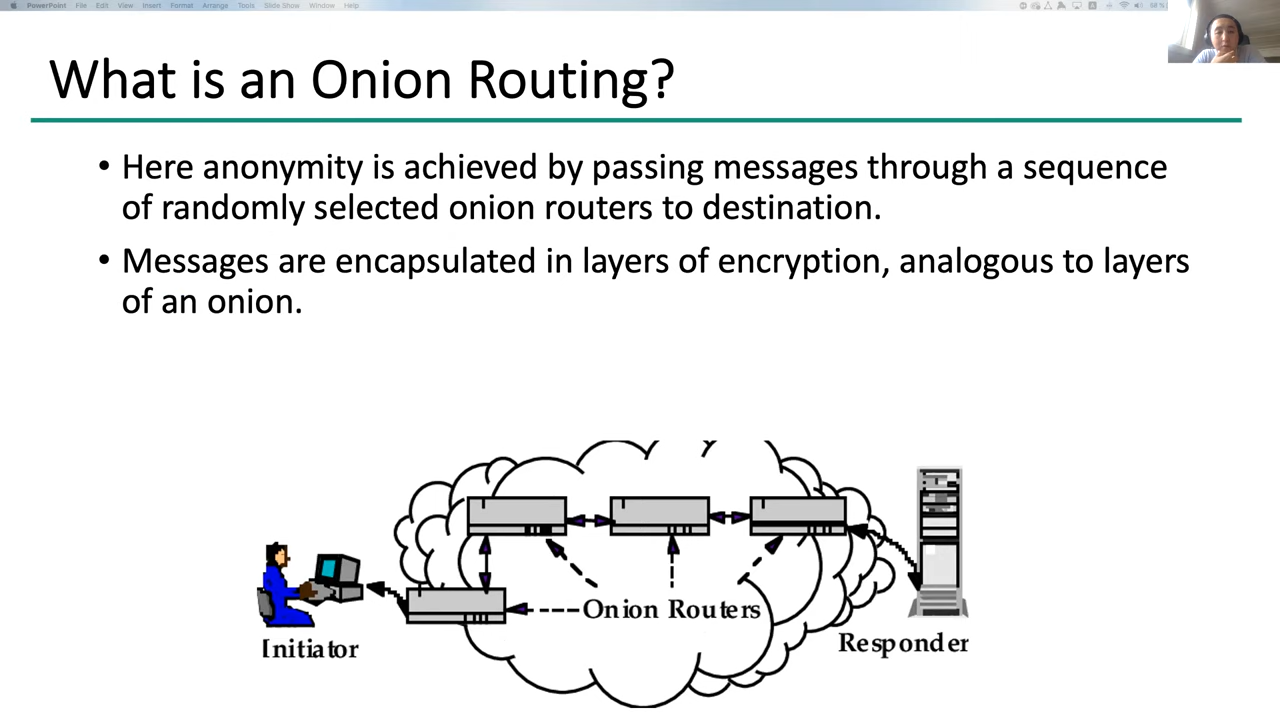 PowerPoint File Edit View Insert Format Arrange Tools Slide Show Window Help
98%
What is an Onion Routing?
• Here anonymity is achieved by passing messages through a sequence
of randomly selected onion routers to destination.
• Messages are encapsulated in layers of encryption, analogous to layers
of an onion.
Onion Routers
Initiator
Responder